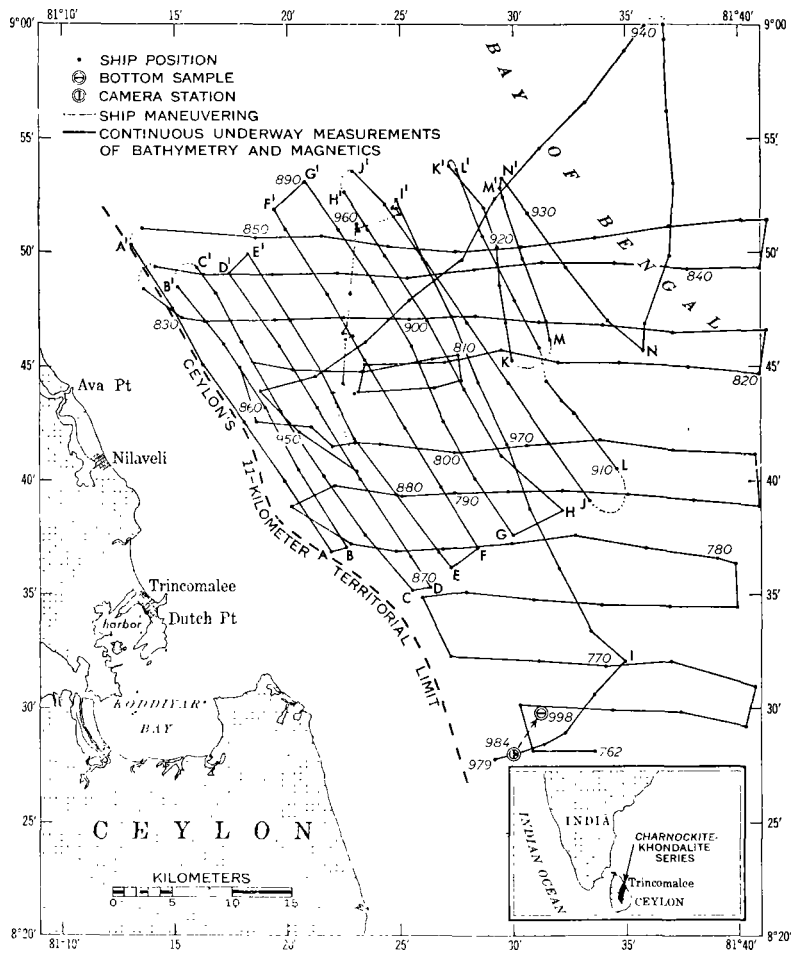 81°10' 15' 20' 25' 30' 35' 81°40'
9°00' 9°00'
55' 55'
50' 50'
45' 45'
40' 40'
35' 35'
30' 30'
25' 25'
8°20' 8°20'
81°10' 15' 20' 25' 30' 35' 81°40'
SHIP POSITION
BOTTOM SAMPLE
CAMERA STATION
SHIP MANEUVERING
CONTINUOUS UNDERWAY MEASUREMENTS
OF BATHYMETRY AND MAGNETICS
BAY OF BENGAL
940
890 G' J'
F' H' I'
960
K' L'
M' N'
930
850
920
A' C' D' E'
B'
840
830
900
810
M
K N
820
Ava Pt
Nilaveli
CEYLON'S
11-KILOMETER TERRITORIAL
LIMIT
860
950
970
800
910 L
880
790
J
G H
A B
F
E
780
870 D
C
Trincomalee
harbor
Dutch Pt
770 I
KODDIYAR
BAY
998
984
979 762
CEYLON
KILOMETERS
0 5 10 15
INDIA
INDIAN OCEAN
CHARNOCKITE-
KHONDALITE
SERIES
Trincomalee
CEYLON